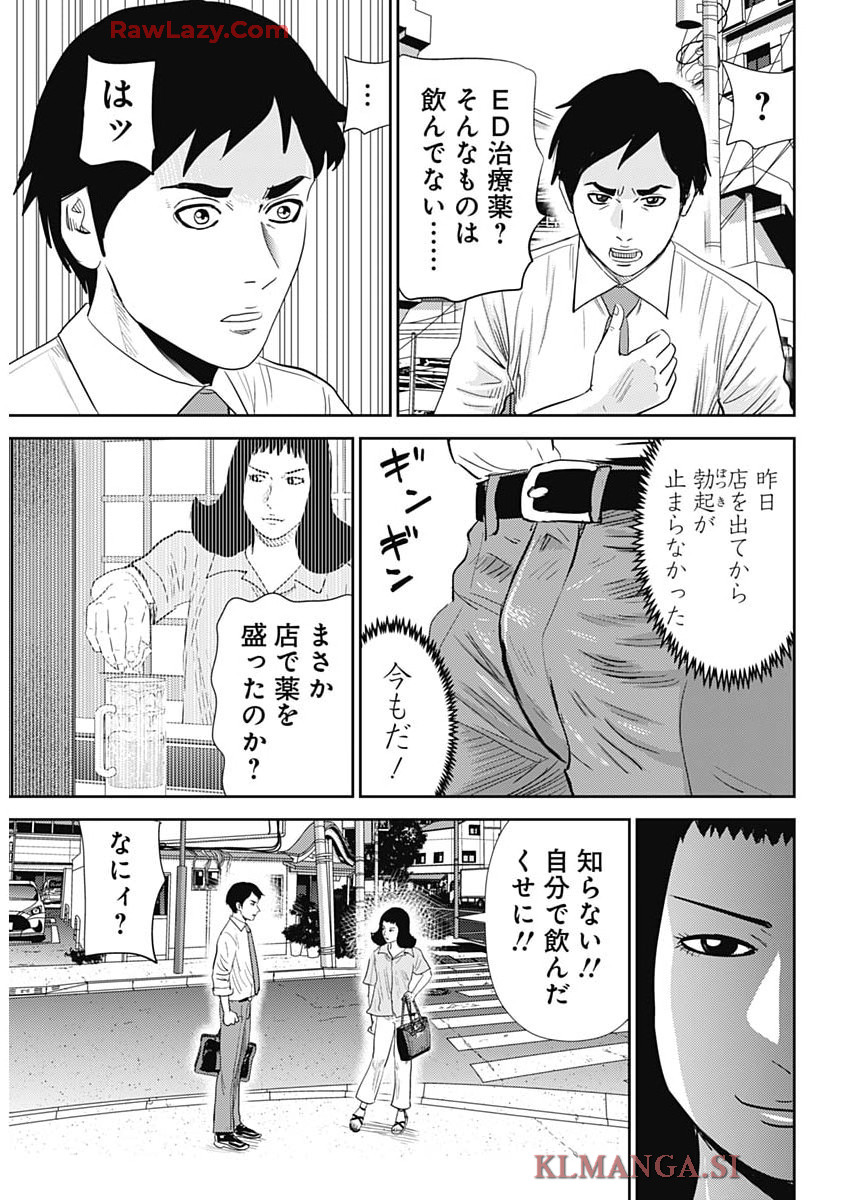 RawLazy.Com
？
ＥＤ治療薬？
そんなものは
飲んでない……
…
はッ
昨日
店を出てから
勃起が
ぼっき
止まらなかった
ギンギン
今もだ！
まさか
店で薬を
盛ったのか？
知らない!!
自分で飲んだ
くせに!!
なにィ？
KLMANGA.SI